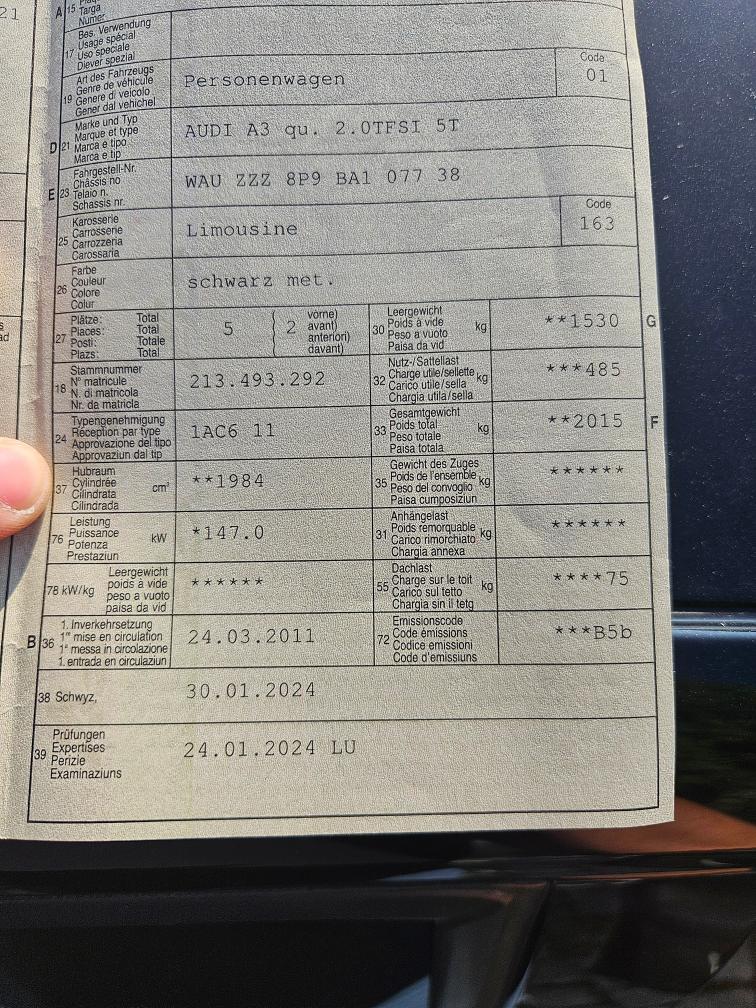 21
A 15 Targa
Numer
17 Bes. Verwendung
Usage spécial
Uso speciale
Diever spezial
19 Art des Fahrzeugs
Genre de véhicule
Genere di veicolo
Gener dal vehichel
Personenwagen
Code
01
D 21 Marke und Typ
Marque et type
Marca e tipo
Marca e tip
AUDI A3 qu. 2.0TFSI 5T
E 23 Fahrgestell-Nr.
Châssis no
Telaio n.
Schassis nr.
WAU ZZZ 8P9 BA1 077 38
25 Karosserie
Carrosserie
Carrozzeria
Carossaria
Limousine
Code
163
26 Farbe
Couleur
Colore
Colur
schwarz met.
27 Plätze: Total
Places: Total
Posti: Totale
Plazs: Total
5 ( 2 vorne)
avant)
anteriori)
davant)
30 Leergewicht
Poids à vide
Peso a vuoto
Paisa da vid
kg
**1530
G
18 Stammnummer
N° matricule
N. di matricola
Nr. da matricla
213.493.292
32 Nutz-/Sattellast
Charge utile/sellette
Carico utile/sella
Chargia utila/sella
kg
***485
24 Typengenehmigung
Réception par type
Approvazione del tipo
Approvaziun dal tip
1AC6 11
33 Gesamtgewicht
Poids total
Peso totale
Paisa totala
kg
**2015
F
37 Hubraum
Cylindrée
Cilindrata
Cilindrada
cm³
**1984
35 Gewicht des Zuges
Poids de l'ensemble
Peso del convoglio
Paisa cumposiziun
kg
******
76 Leistung
Puissance
Potenza
Prestaziun
kW
*147.0
31 Anhängelast
Poids remorquable
Carico rimorchiato
Chargia annexa
kg
******
78 kW/kg Leergewicht
poids à vide
peso a vuoto
paisa da vid
******
55 Dachlast
Charge sur le toit
Carico sul tetto
Chargia sin il tetg
kg
****75
B 36 1. Inverkehrsetzung
1re mise en circulation
1a messa in circolazione
1. entrada en circulaziun
24.03.2011
72 Emissionscode
Code émissions
Codice emissioni
Code d'emissiuns
***B5b
38 Schwyz,
30.01.2024
39 Prüfungen
Expertises
Perizie
Examinaziuns
24.01.2024 LU